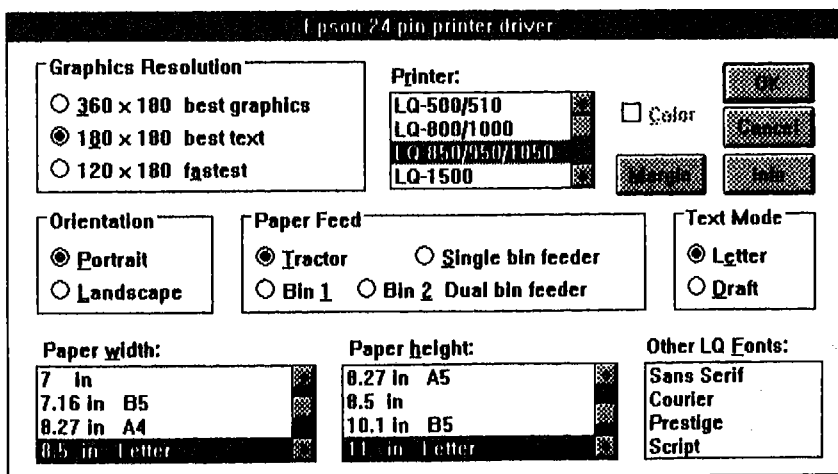 Epson 24 pin printer driver
Graphics Resolution
360 x 180 best graphics
180 x 180 best text
120 x 180 fastest
Printer:
LQ-500/510
LQ-800/1000
LQ-850/950/1050
LQ-1500
Color
OK
Cancel
Margin
Info
Orientation
Portrait
Landscape
Paper Feed
Tractor
Single bin feeder
Bin 1
Bin 2 Dual bin feeder
Text Mode
Letter
Draft
Paper width:
7 in
7.16 in B5
8.27 in A4
8.5 in Letter
Paper height:
8.27 in A5
8.5 in
10.1 in B5
11 in Letter
Other LQ Fonts:
Sans Serif
Courier
Prestige
Script